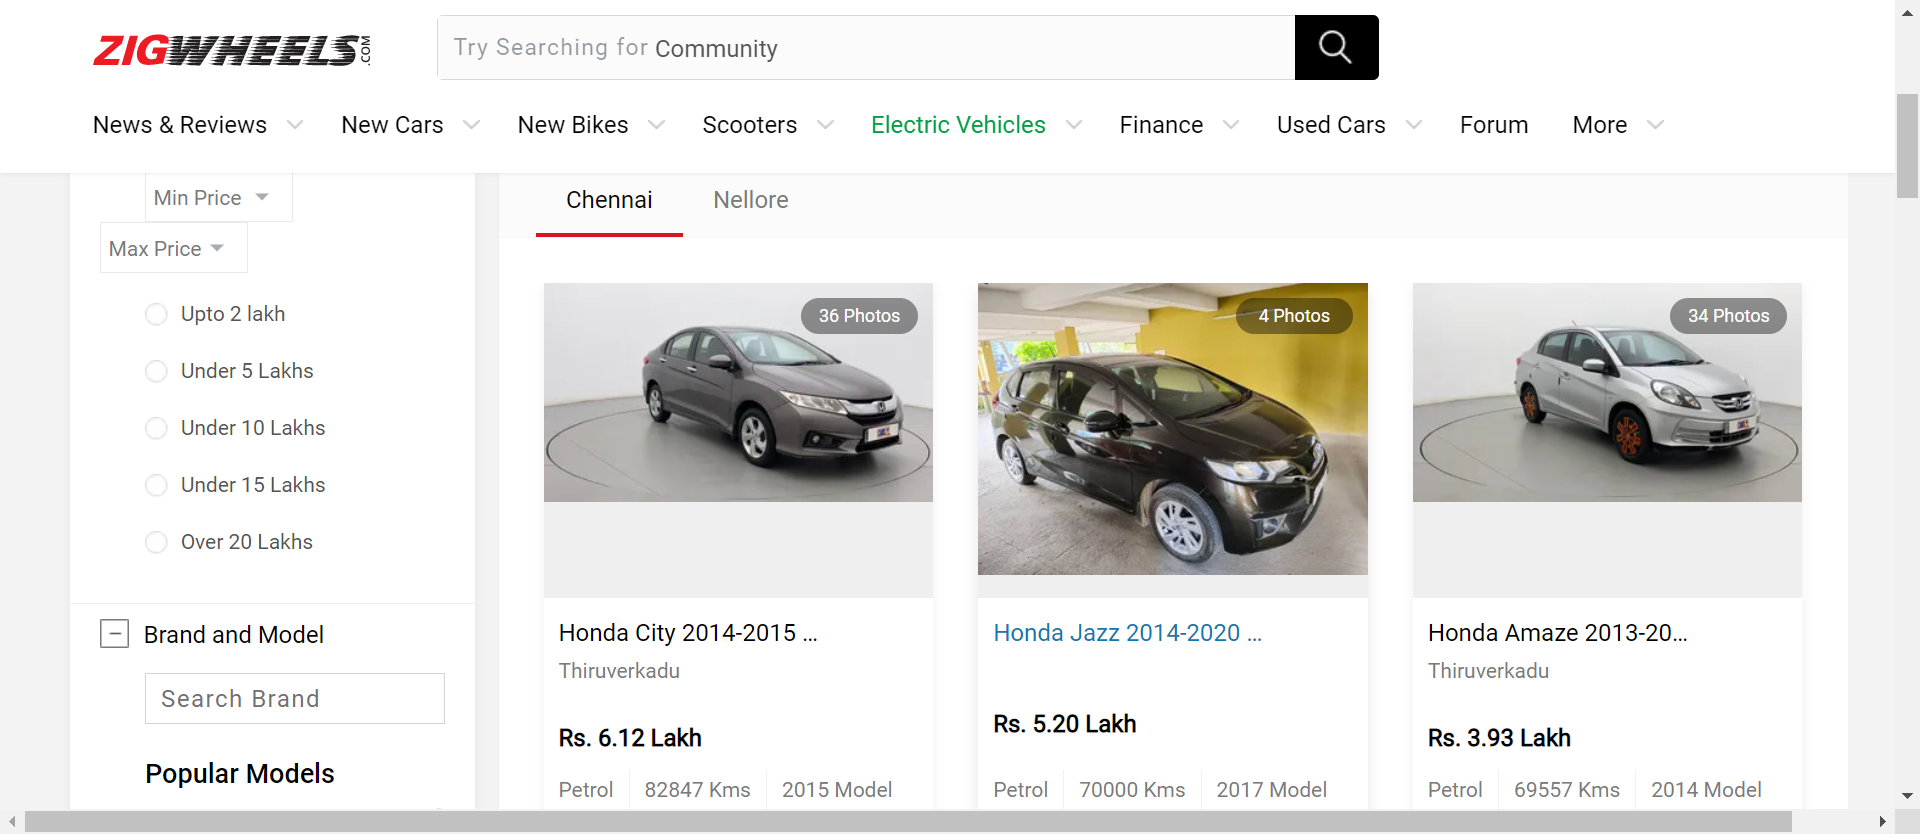 ZIGWHEELS.COM
Try Searching for Community
News & Reviews
New Cars
New Bikes
Scooters
Electric Vehicles
Finance
Used Cars
Forum
More
Min Price
Max Price
Upto 2 lakh
Under 5 Lakhs
Under 10 Lakhs
Under 15 Lakhs
Over 20 Lakhs
Brand and Model
Search Brand
Popular Models
Chennai
Nellore
36 Photos
Honda City 2014-2015 ...
Thiruverkadu
Rs. 6.12 Lakh
Petrol
82847 Kms
2015 Model
4 Photos
Honda Jazz 2014-2020 ...
Rs. 5.20 Lakh
Petrol
70000 Kms
2017 Model
34 Photos
Honda Amaze 2013-20...
Thiruverkadu
Rs. 3.93 Lakh
Petrol
69557 Kms
2014 Model